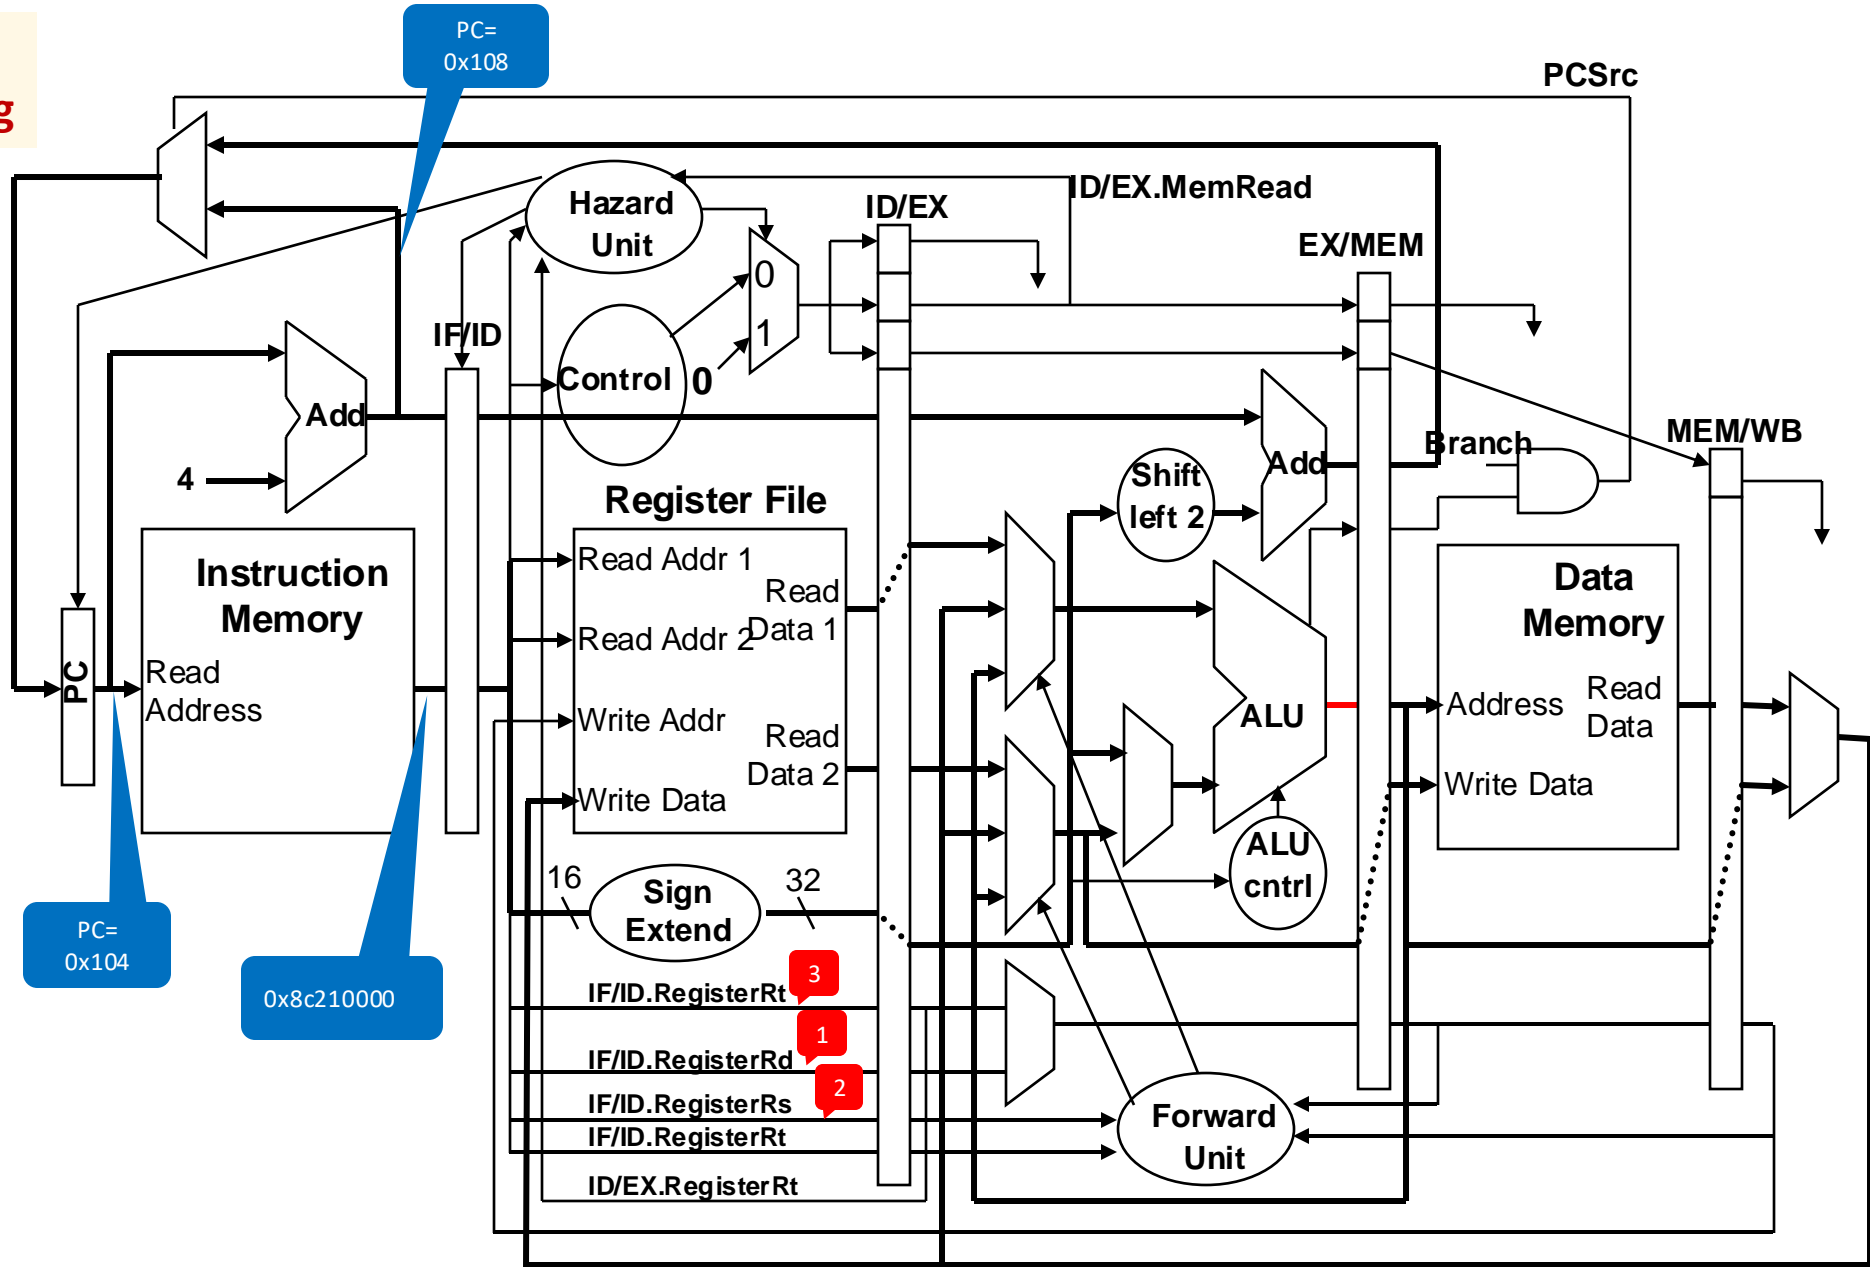 g
PC=
0x108
PCSrc
Hazard
Unit
ID/EX.MemRead
ID/EX
EX/MEM
0
1
IF/ID
Control
0
Add
4
Branch
MEM/WB
Add
Shift
left 2
Register File
Instruction
Memory
Read Addr 1
Read
Data 1
Read Addr 2
Data
Memory
PC
Read
Address
Write Addr
Read
Data 2
Write Data
ALU
Address
Read
Data
Write Data
ALU
cntrl
16
Sign
Extend
32
PC=
0x104
0x8c210000
3
IF/ID.RegisterRt
1
IF/ID.RegisterRd
2
IF/ID.RegisterRs
IF/ID.RegisterRt
Forward
Unit
ID/EX.RegisterRt